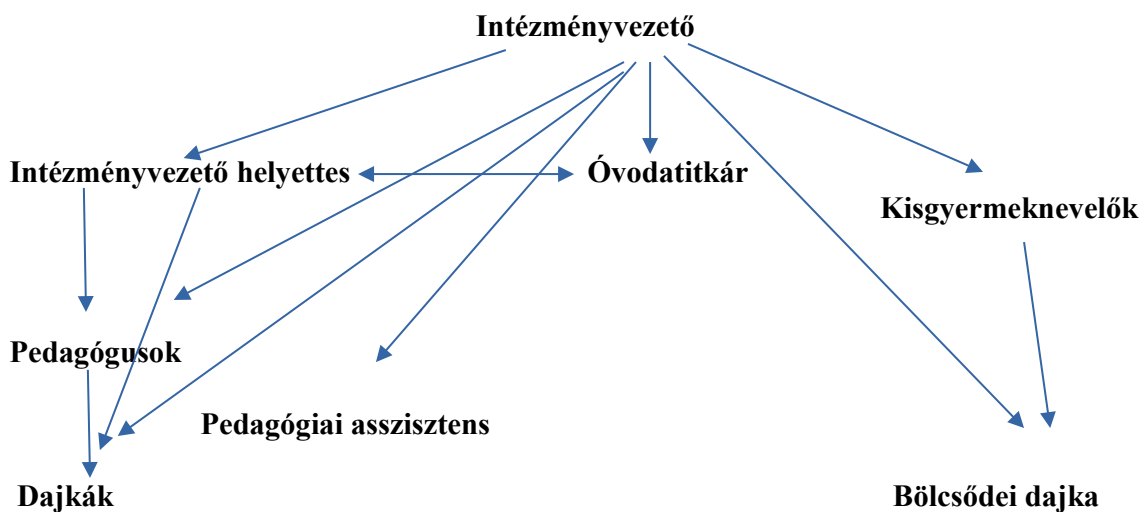 Intézményvezető
Intézményvezető helyettes
Óvodatitkár
Kisgyermeknevelők
Pedagógusok
Pedagógiai asszisztens
Dajkák
Bölcsődei dajka